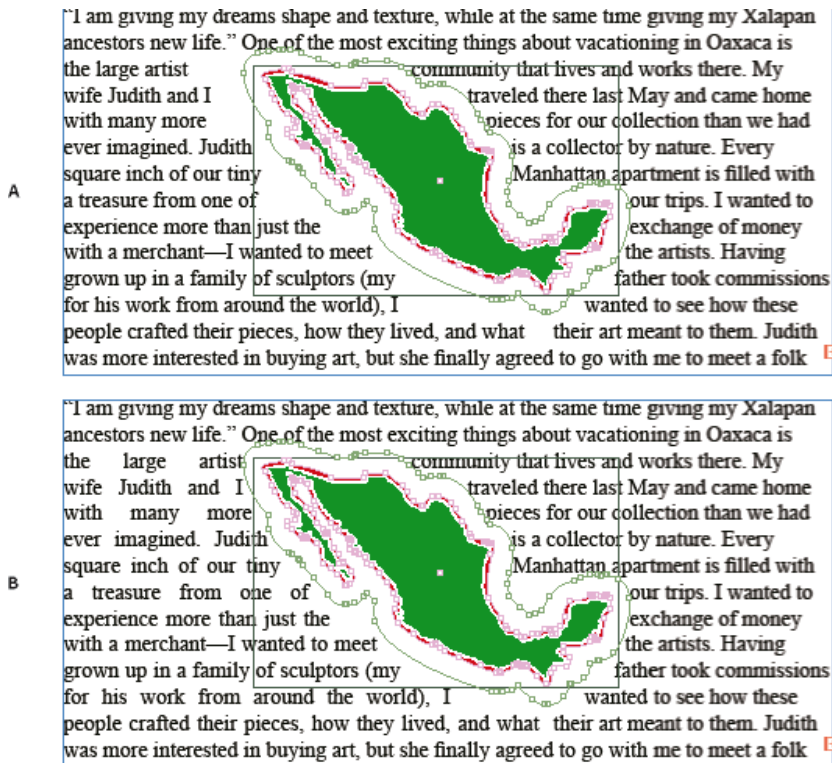 “I am giving my dreams shape and texture, while at the same time giving my Xalapan
ancestors new life.” One of the most exciting things about vacationing in Oaxaca is
the large artist community that lives and works there. My
wife Judith and I traveled there last May and came home
with many more pieces for our collection than we had
ever imagined. Judith is a collector by nature. Every
square inch of our tiny Manhattan apartment is filled with
A
a treasure from one of our trips. I wanted to
experience more than just the exchange of money
with a merchant—I wanted to meet the artists. Having
grown up in a family of sculptors (my father took commissions
for his work from around the world), I wanted to see how these
people crafted their pieces, how they lived, and what their art meant to them. Judith
was more interested in buying art, but she finally agreed to go with me to meet a folk
“I am giving my dreams shape and texture, while at the same time giving my Xalapan
ancestors new life.” One of the most exciting things about vacationing in Oaxaca is
the large artist community that lives and works there. My
wife Judith and I traveled there last May and came home
with many more pieces for our collection than we had
ever imagined. Judith is a collector by nature. Every
square inch of our tiny Manhattan apartment is filled with
B
a treasure from one of our trips. I wanted to
experience more than just the exchange of money
with a merchant—I wanted to meet the artists. Having
grown up in a family of sculptors (my father took commissions
for his work from around the world), I wanted to see how these
people crafted their pieces, how they lived, and what their art meant to them. Judith
was more interested in buying art, but she finally agreed to go with me to meet a folk